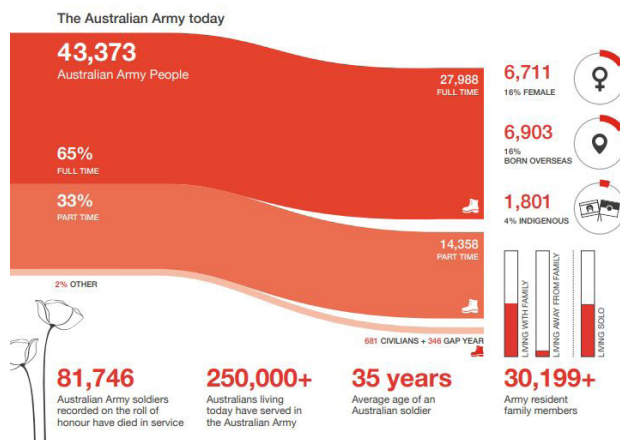 The Australian Army today
43,373
Australian Army People
65%
FULL TIME
33%
PART TIME
2% OTHER
27,988
FULL TIME
14,358
PART TIME
681 CIVILIANS + 346 GAP YEAR
6,711
16% FEMALE
6,903
16%
BORN OVERSEAS
1,801
4% INDIGENOUS
LIVING WITH FAMILY
LIVING AWAY FROM FAMILY
LIVING SOLO
81,746
Australian Army soldiers
recorded on the roll of
honour have died in service
250,000+
Australians living
today have served in
the Australian Army
35 years
Average age of an
Australian soldier
30,199+
Army resident
family members